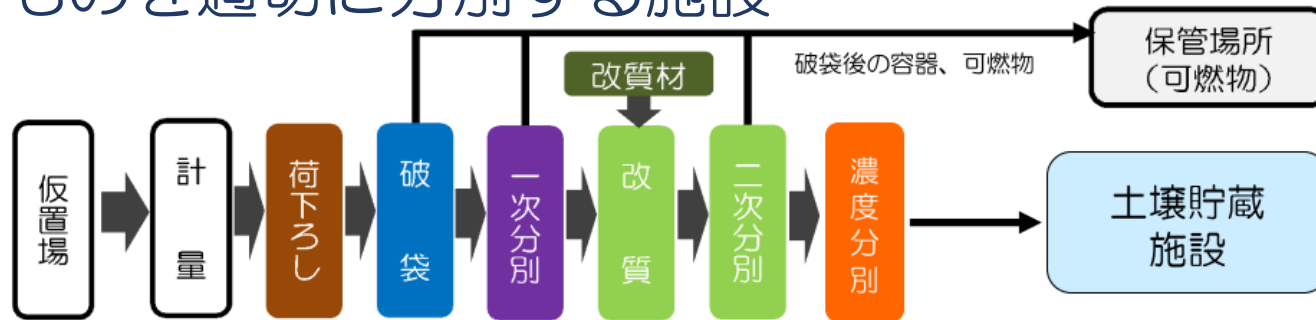 ものを適切に分別する施設
破袋後の容器、可燃物
保管場所
(可燃物)
改質材
仮置場
計量
荷下ろし
破袋
一次分別
改質
二次分別
濃度分別
土壌貯蔵
施設